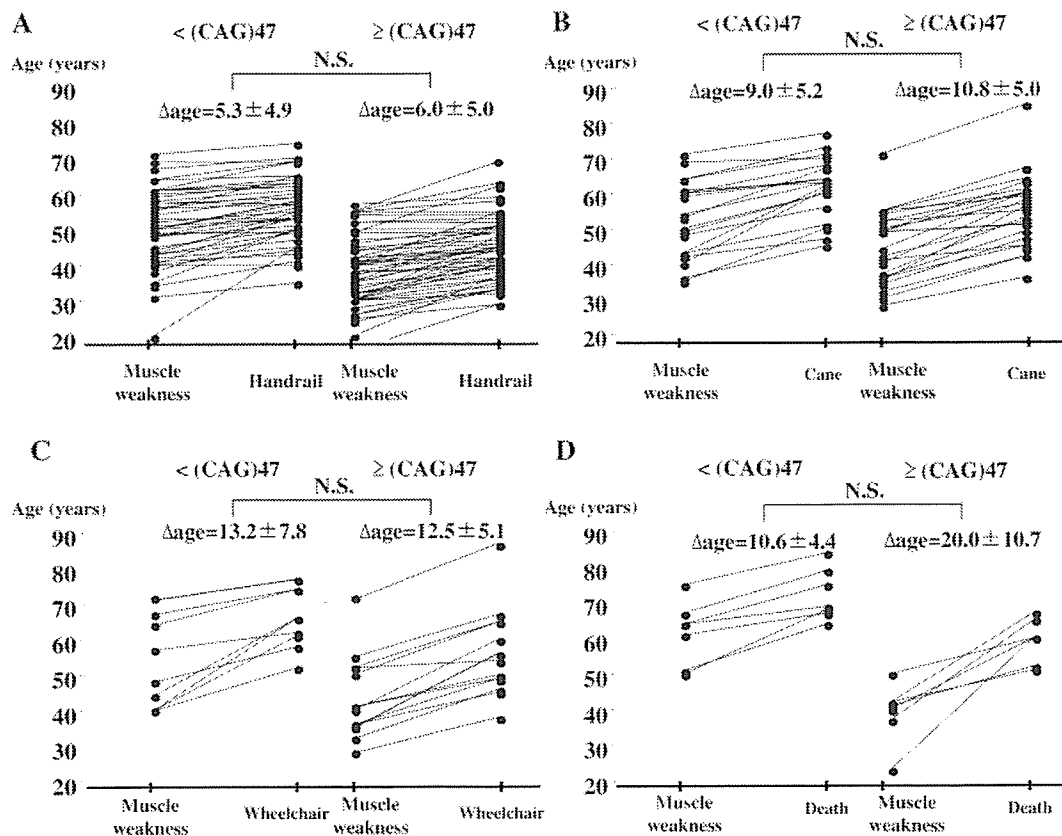 A
< (CAG)47 ≥ (CAG)47
Age (years)
N.S.
Δage=5.3±4.9 Δage=6.0±5.0
90
80
70
60
50
40
30
20
Muscle weakness
Handrail
Muscle weakness
Handrail
B
< (CAG)47 ≥ (CAG)47
Age (years)
N.S.
Δage=9.0±5.2 Δage=10.8±5.0
90
80
70
60
50
40
30
20
Muscle weakness
Cane
Muscle weakness
Cane
C
< (CAG)47 ≥ (CAG)47
Age (years)
N.S.
Δage=13.2±7.8 Δage=12.5±5.1
90
80
70
60
50
40
30
20
Muscle weakness
Wheelchair
Muscle weakness
Wheelchair
D
< (CAG)47 ≥ (CAG)47
Age (years)
N.S.
Δage=10.6±4.4 Δage=20.0±10.7
90
80
70
60
50
40
30
20
Muscle weakness
Death
Muscle weakness
Death